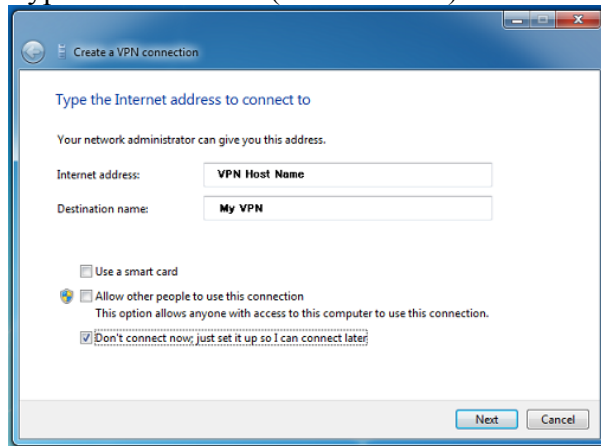 Create a VPN connection
Type the Internet address to connect to
Your network administrator can give you this address.
Internet address: VPN Host Name
Destination name: My VPN
Use a smart card
Allow other people to use this connection
This option allows anyone with access to this computer to use this connection.
Don't connect now; just set it up so I can connect later
Next Cancel